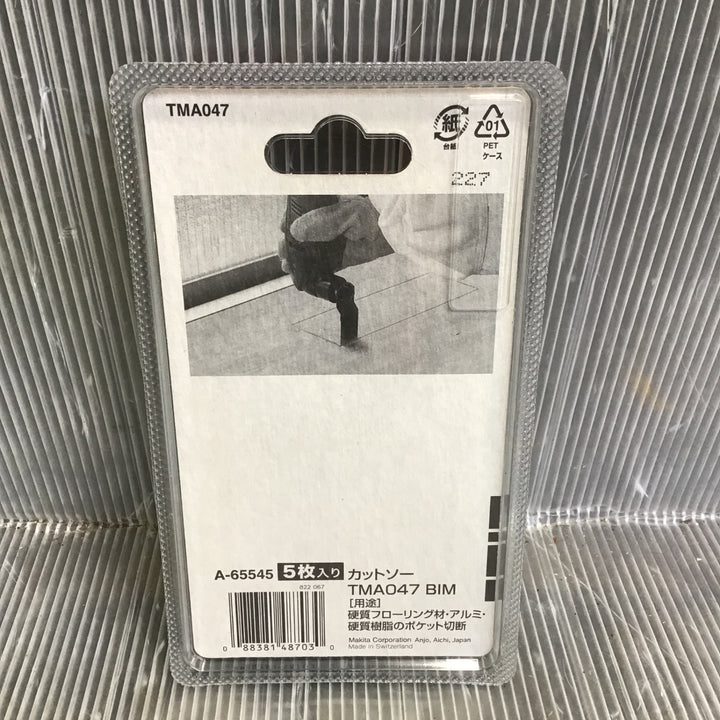 TMA047
紙
台紙
01
PET
ケース
227
A-65545 5枚入り カットソー
822 067
TMA047 BIM
[用途]
硬質フローリング材・アルミ・
硬質樹脂のポケット切断
Makita Corporation Anjo, Aichi, Japan
Made in Switzerland
0 88381 48703 0